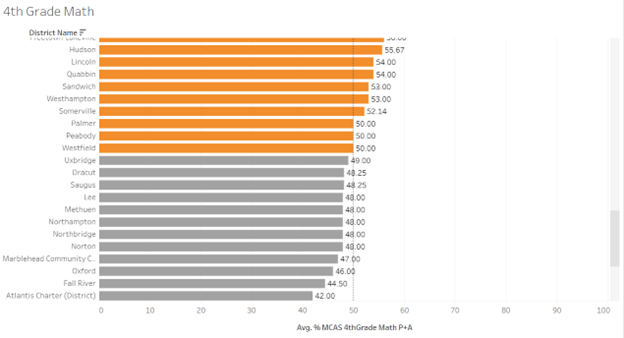 4th Grade Math
District Name
Hudson 55.67
Lincoln 54.00
Quabbin 54.00
Sandwich 53.00
Westhampton 53.00
Somerville 52.14
Palmer 50.00
Peabody 50.00
Westfield 50.00
Uxbridge 49.00
Dracut 48.25
Saugus 48.25
Lee 48.00
Methuen 48.00
Northampton 48.00
Northbridge 48.00
Norton 48.00
Marblehead Community C.. 47.00
Oxford 46.00
Fall River 44.50
Atlantis Charter (District) 42.00
0 10 20 30 40 50 60 70 80 90 100
Avg. % MCAS 4thGrade Math P+A